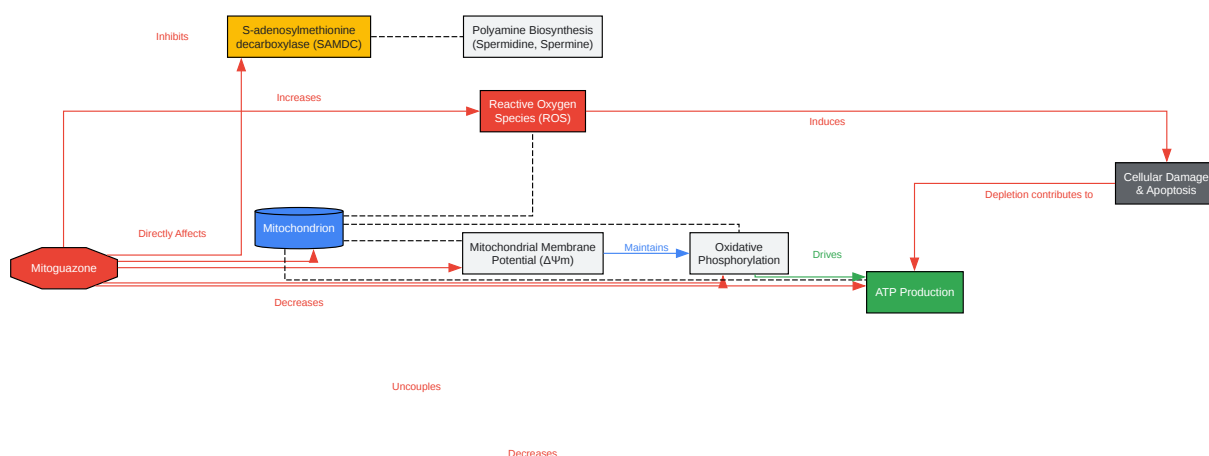 S-adenosylmethionine
decarboxylase (SAMDC)
Polyamine Biosynthesis
(Spermidine, Spermine)
Inhibits
Increases
Reactive Oxygen
Species (ROS)
Induces
Cellular Damage
& Apoptosis
Depletion contributes to
Mitochondrion
Directly Affects
Mitochondrial Membrane
Potential (ΔΨm)
Maintains
Oxidative
Phosphorylation
Drives
Mitoguazone
ATP Production
Decreases
Uncouples
Decreases